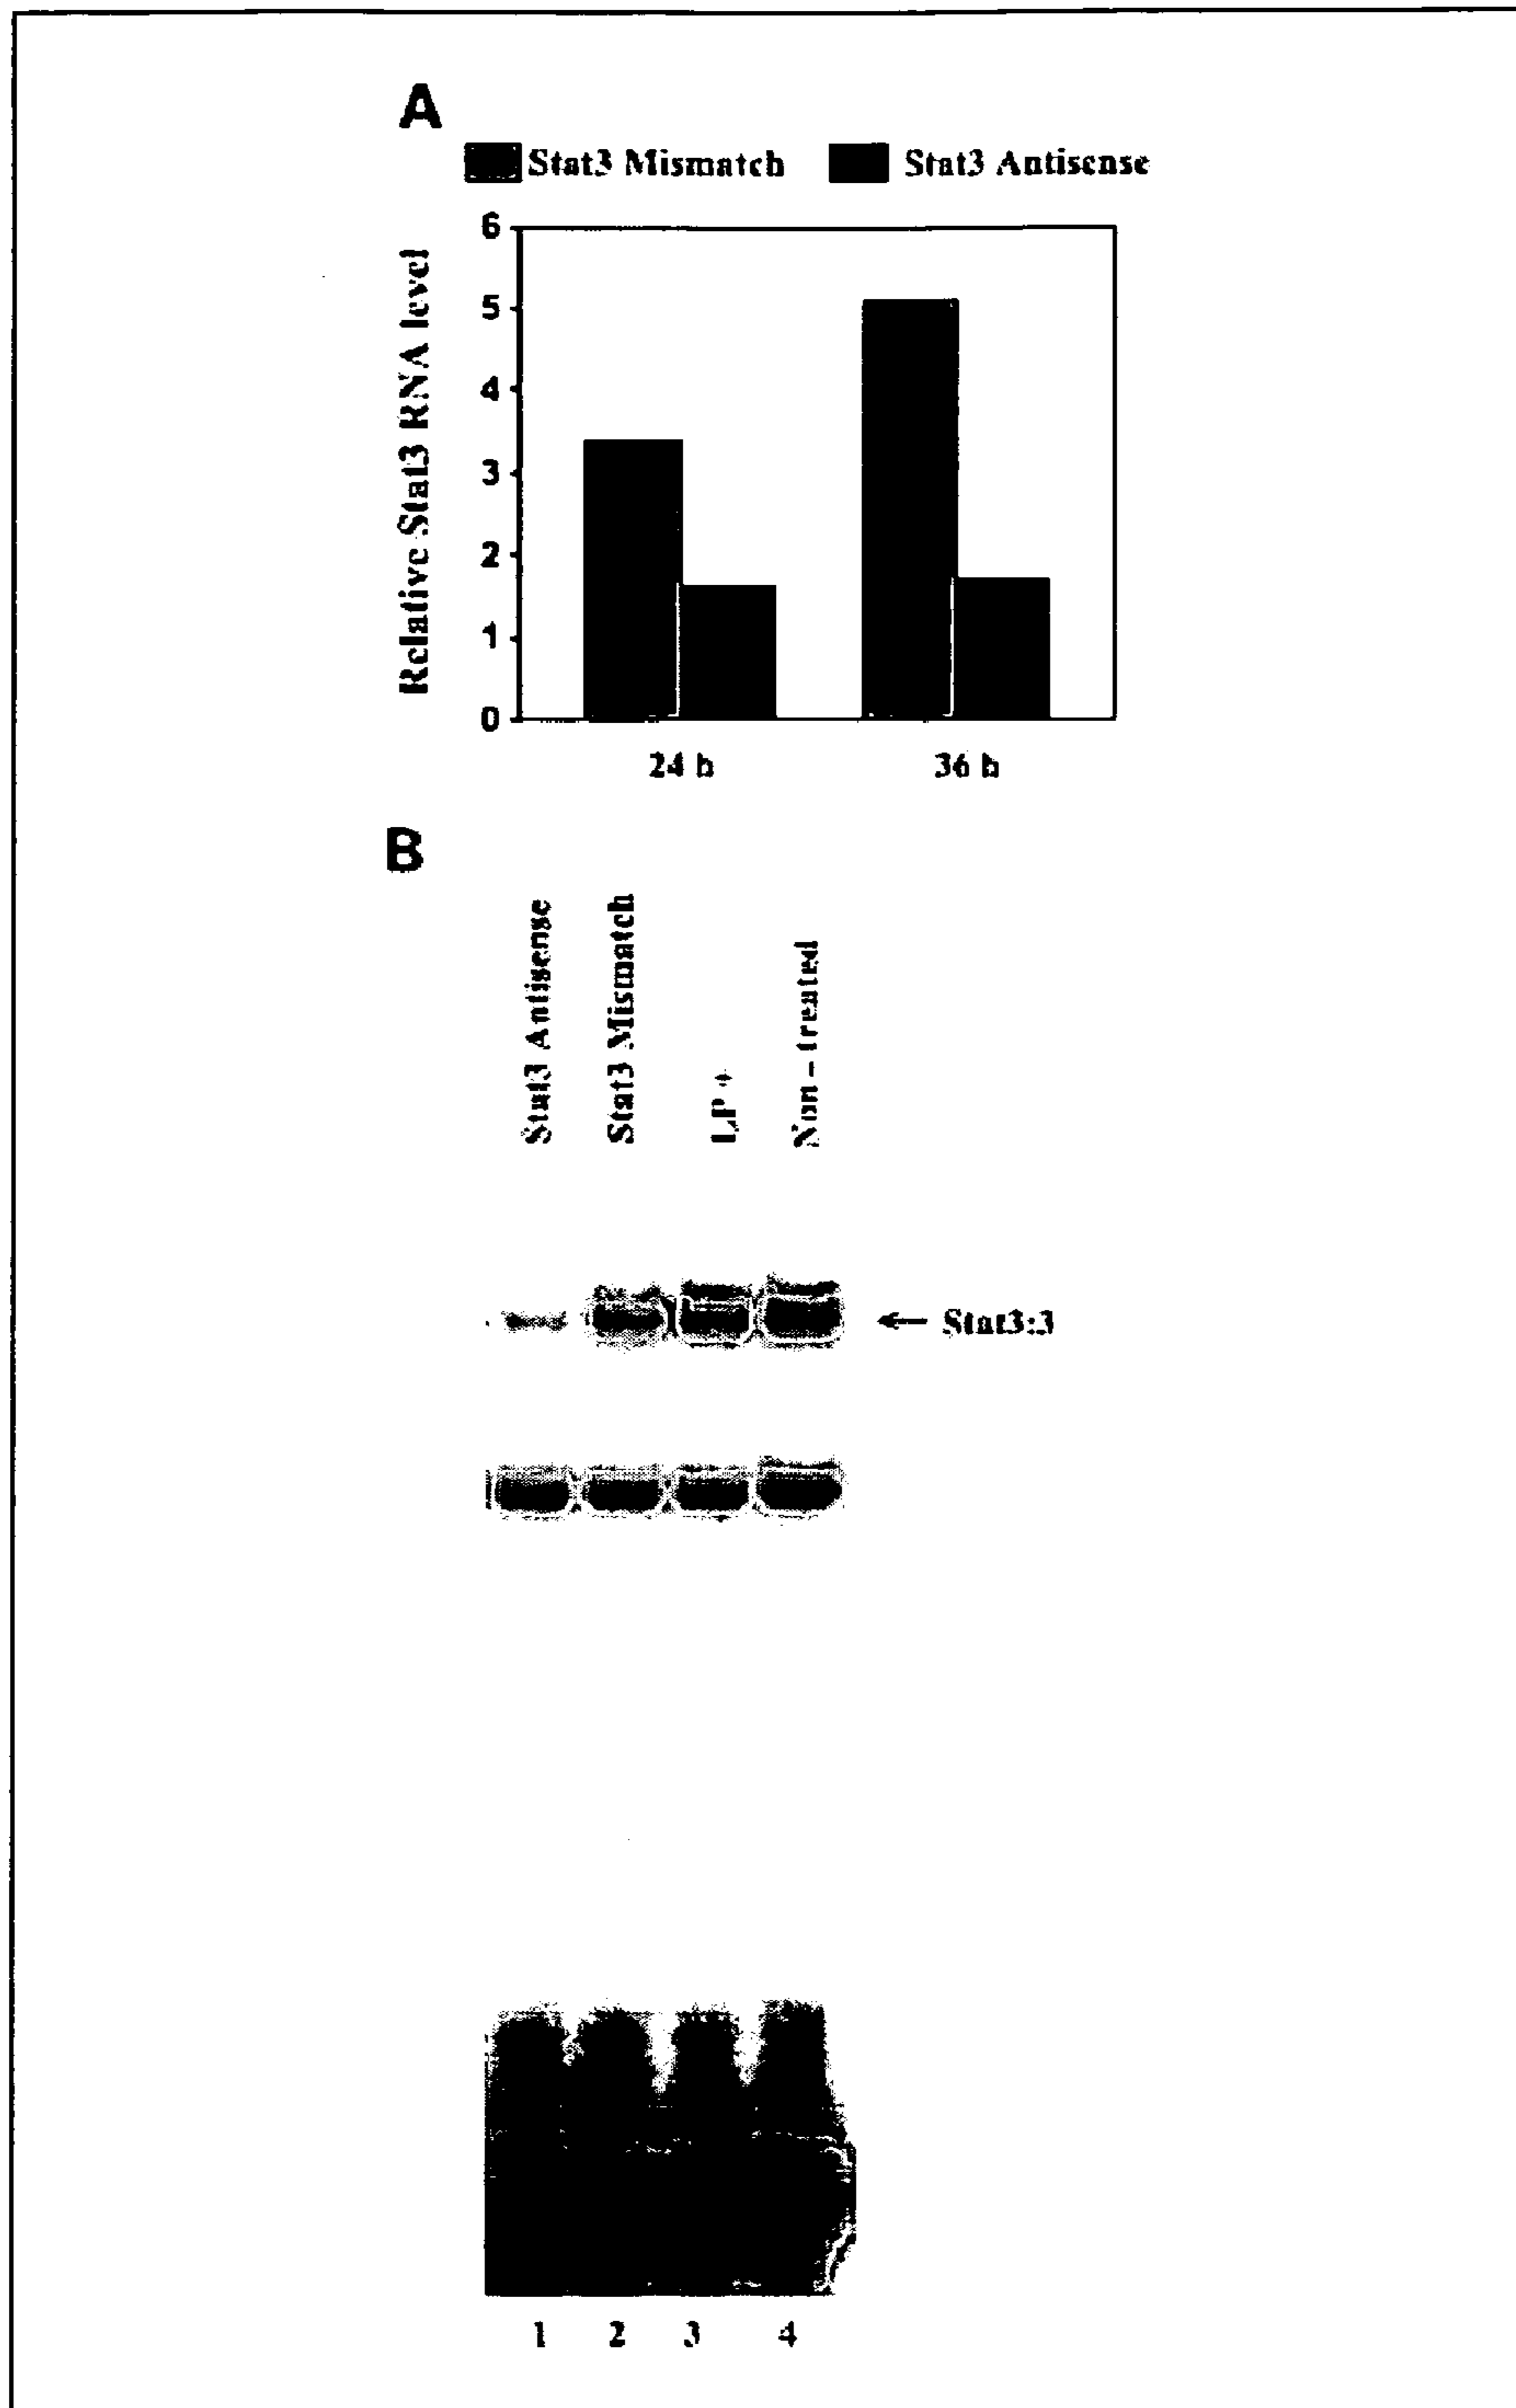 A
Stat3 Mismatch Stat3 Antisense
Relative Stat3 RNA level
6
5
4
3
2
1
0
24 h 36 h
B
Stat3 Antisense
Stat3 Mismatch
LP +
Non-treated
← Stat3:3
1 2 3 4